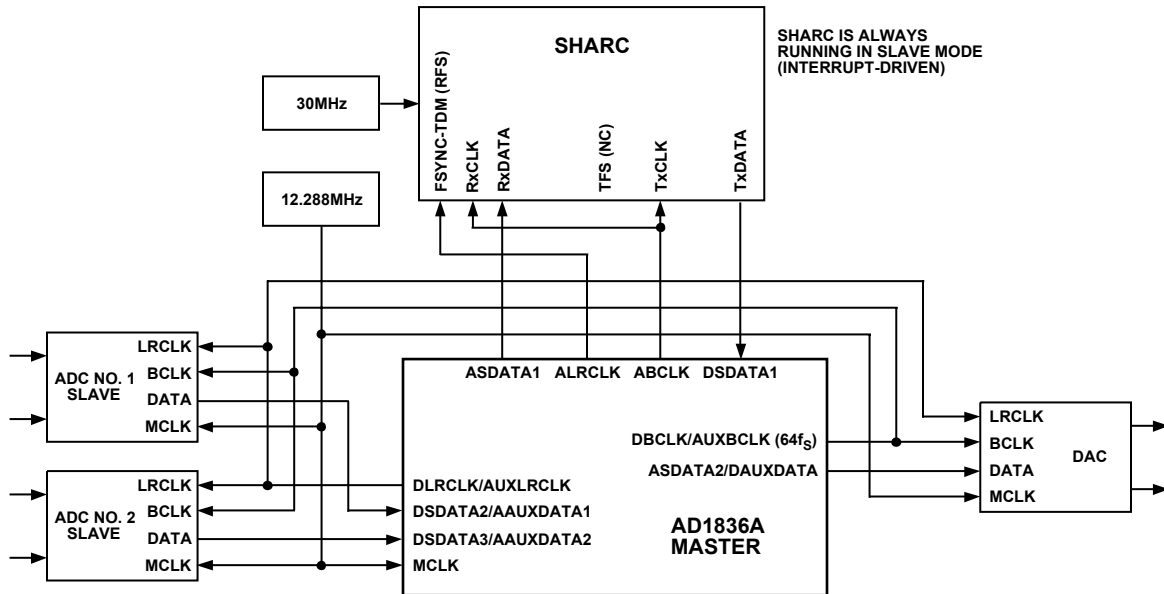 SHARC
SHARC IS ALWAYS
RUNNING IN SLAVE MODE
(INTERRUPT-DRIVEN)
30MHz
12.288MHz
FSYNC-TDM (RFS)
RxCLK
RxDATA
TFS (NC)
TxCLK
TxDATA
ADC NO. 1
SLAVE
LRCLK
BCLK
DATA
MCLK
ADC NO. 2
SLAVE
LRCLK
BCLK
DATA
MCLK
ASDATA1 ALRCLK ABCLK DSDATA1
DBCLK/AUXBCLK (64fS)
ASDATA2/DAUXDATA
DLRCLK/AUXLRCLK
DSDATA2/AAUXDATA1
DSDATA3/AAUXDATA2
MCLK
AD1836A
MASTER
LRCLK
BCLK
DATA
MCLK
DAC